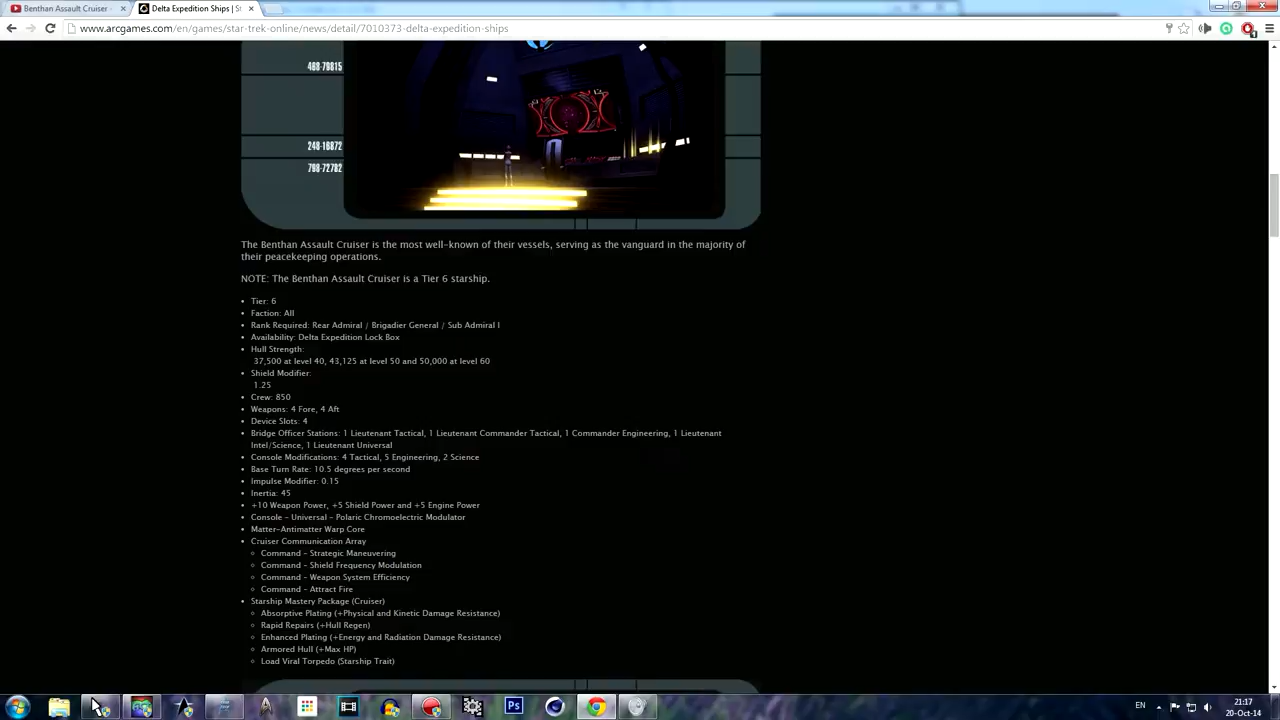 Benthan Assault Cruiser
Delta Expedition Ships | St
www.arcgames.com/en/games/star-trek-online/news/detail/7010373-delta-expedition-ships
468-79815
248-18872
798-72782
The Benthan Assault Cruiser is the most well-known of their vessels, serving as the vanguard in the majority of
their peacekeeping operations.
NOTE: The Benthan Assault Cruiser is a Tier 6 starship.
Tier: 6
Faction: All
Rank Required: Rear Admiral / Brigadier General / Sub Admiral I
Availability: Delta Expedition Lock Box
Hull Strength:
37,500 at level 40, 43,125 at level 50 and 50,000 at level 60
Shield Modifier:
1.25
Crew: 850
Weapons: 4 Fore, 4 Aft
Device Slots: 4
Bridge Officer Stations: 1 Lieutenant Tactical, 1 Lieutenant Commander Tactical, 1 Commander Engineering, 1 Lieutenant
Intel/Science, 1 Lieutenant Universal
Console Modifications: 4 Tactical, 5 Engineering, 2 Science
Base Turn Rate: 10.5 degrees per second
Impulse Modifier: 0.15
Inertia: 45
+10 Weapon Power, +5 Shield Power and +5 Engine Power
Console - Universal - Polaric Chromoelectric Modulator
Matter-Antimatter Warp Core
Cruiser Communication Array
Command - Strategic Maneuvering
Command - Shield Frequency Modulation
Command - Weapon System Efficiency
Command - Attract Fire
Starship Mastery Package (Cruiser)
Absorptive Plating (+Physical and Kinetic Damage Resistance)
Rapid Repairs (+Hull Regen)
Enhanced Plating (+Energy and Radiation Damage Resistance)
Armored Hull (+Max HP)
Load Viral Torpedo (Starship Trait)
Ps
EN
21:17
20-Oct-14